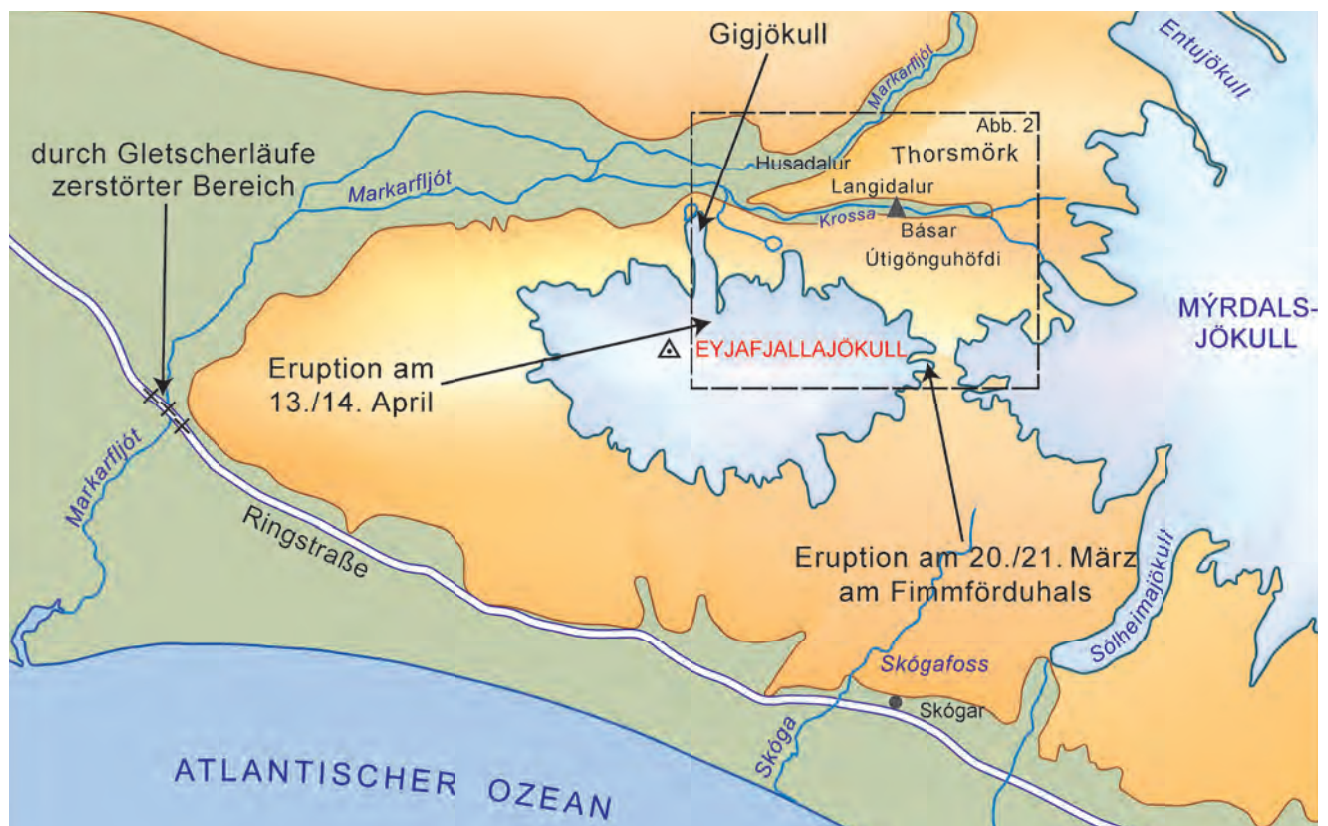 Gigjökull
Entujökull
Markarfljót
Abb. 2
durch Gletscherläufe
zerstörter Bereich
Husadalur
Thorsmörk
Langidalur
Markarfljót
Krossa
Básar
Útigönguhöfdi
MÝRDALS-
JÖKULL
EYJAFJALLAJÖKULL
Eruption am
13./14. April
Markarfljót
Ringstraße
Eruption am 20./21. März
am Fimmförduhals
Sólheimajökull
Skógafoss
Skógar
Skóga
ATLANTISCHER OZEAN